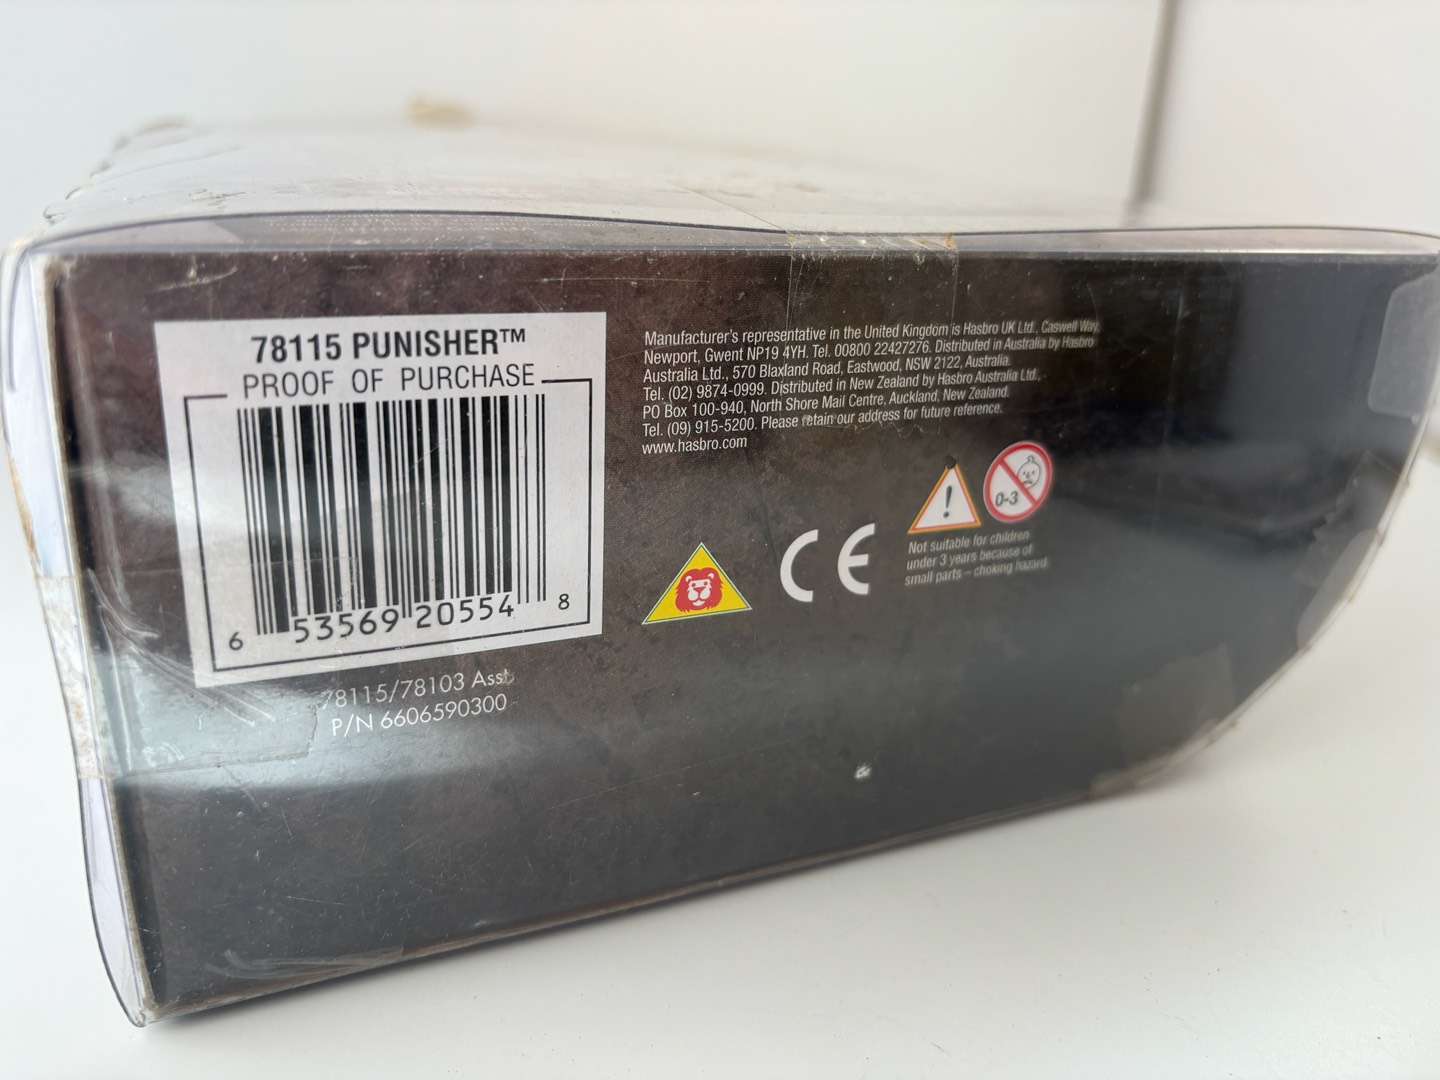 78115 PUNISHER™
PROOF OF PURCHASE
6 53569 20554 8
78115/78103 Asst
P/N 6606590300
Manufacturer's representative in the United Kingdom is Hasbro UK Ltd., Caswell Way,
Newport, Gwent NP19 4YH. Tel. 00800 22427276. Distributed in Australia by Hasbro
Australia Ltd., 570 Blaxland Road, Eastwood, NSW 2122, Australia.
Tel. (02) 9874-0999. Distributed in New Zealand by Hasbro Australia Ltd.,
PO Box 100-940, North Shore Mail Centre, Auckland, New Zealand.
Tel. (09) 915-5200. Please retain our address for future reference.
www.hasbro.com
CE
!
0-3
Not suitable for children
under 3 years because of
small parts – choking hazard.